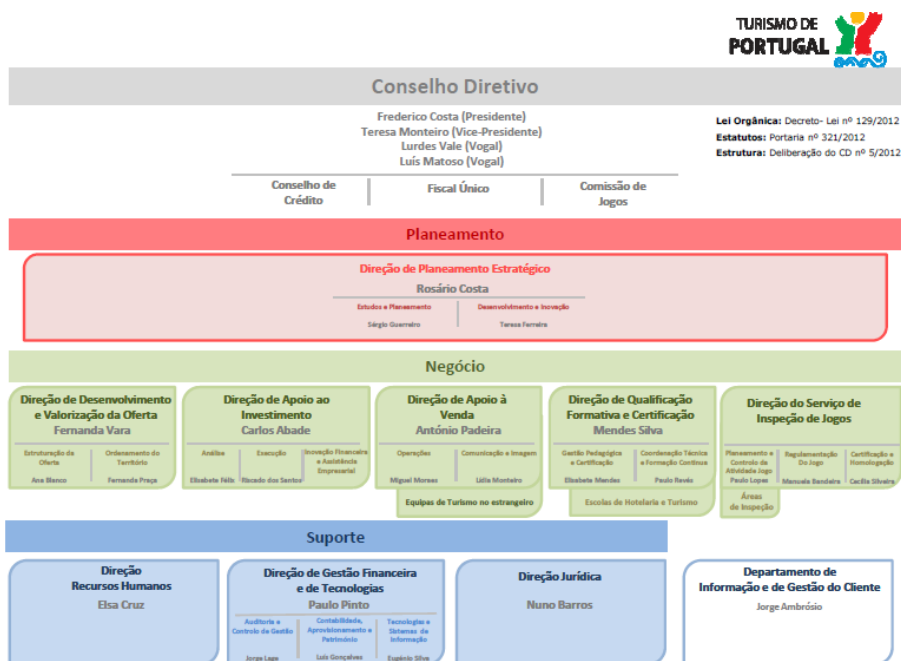 TURISMO DE
PORTUGAL
Conselho Diretivo
Frederico Costa (Presidente)
Teresa Monteiro (Vice-Presidente)
Lurdes Vale (Vogal)
Luís Matoso (Vogal)
Lei Orgânica: Decreto- Lei nº 129/2012
Estatutos: Portaria nº 321/2012
Estrutura: Deliberação do CD nº 5/2012
Conselho de
Crédito
Fiscal Único
Comissão de
Jogos
Planeamento
Direção de Planeamento Estratégico
Rosário Costa
Estudos e Planeamento
Sérgio Guerreiro
Desenvolvimento e Inovação
Teresa Ferreira
Negócio
Direção de Desenvolvimento
e Valorização da Oferta
Fernanda Vara
Estruturação da
Oferta
Ana Blanco
Ordenamento do
Território
Fernanda Praça
Direção de Apoio ao
Investimento
Carlos Abade
Análise
Elisabete Félix
Execução
Riscado dos Santos
Inovação Financeira
e Assistência
Empresarial
Direção de Apoio à
Venda
António Padeira
Operações
Miguel Moraes
Comunicação e Imagem
Lídia Monteiro
Equipas de Turismo no estrangeiro
Direção de Qualificação
Formativa e Certificação
Mendes Silva
Gestão Pedagógica
e Certificação
Elisabete Mendes
Coordenação Técnica
e Formação Contínua
Paulo Revés
Escolas de Hotelaria e Turismo
Direção do Serviço de
Inspeção de Jogos
Planeamento e
Controlo da
Atividade Jogo
Paulo Lopes
Regulamentação
Do Jogo
Manuela Bandeira
Certificação e
Homologação
Cecília Silveira
Áreas
de Inspeção
Suporte
Direção
Recursos Humanos
Elsa Cruz
Direção de Gestão Financeira
e de Tecnologias
Paulo Pinto
Auditoria e
Controlo de Gestão
Jorge Lage
Contabilidade,
Aprovisionamento e
Património
Luís Gonçalves
Tecnologias e
Sistemas de
Informação
Eugénio Silva
Direção Jurídica
Nuno Barros
Departamento de
Informação e de Gestão do Cliente
Jorge Ambrósio